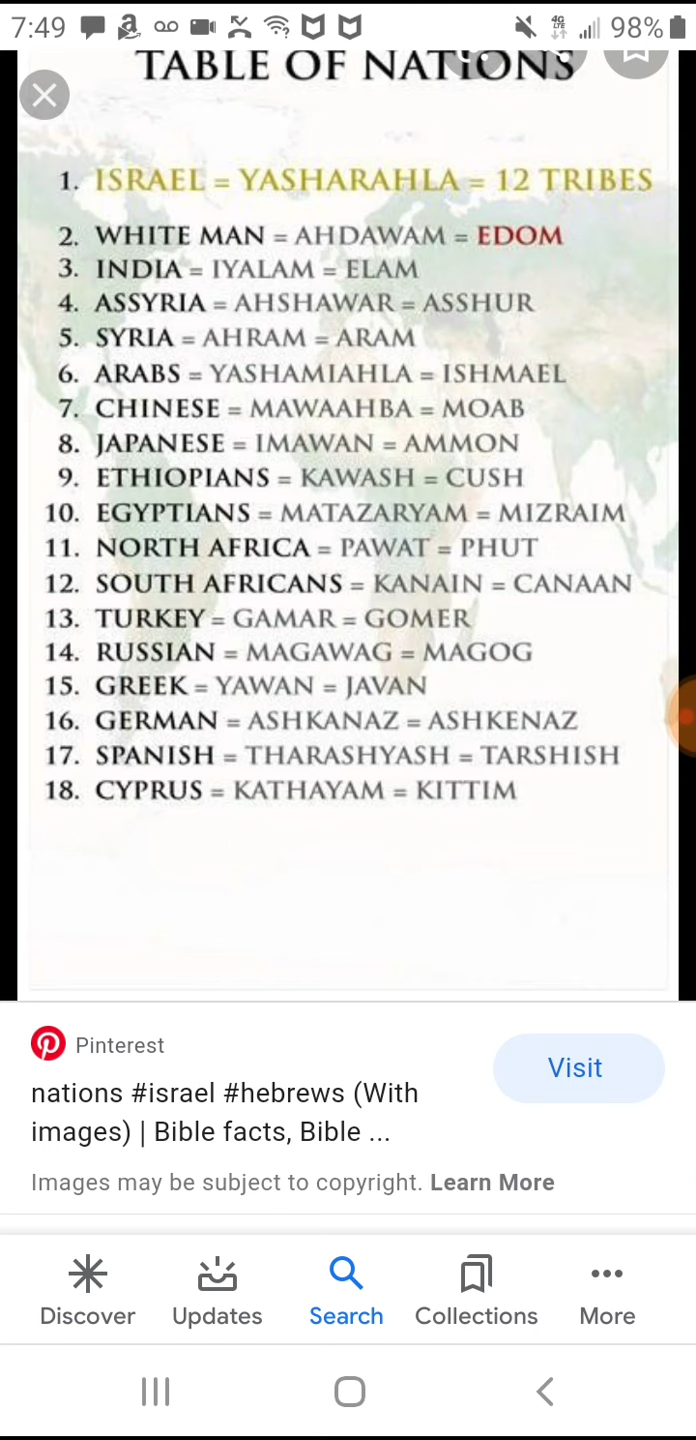 7:49
4G
LTE
98%
TABLE OF NATIONS
1. ISRAEL = YASHARAHLA = 12 TRIBES
2. WHITE MAN = AHDAWAM = EDOM
3. INDIA = IYALAM = ELAM
4. ASSYRIA = AHSHAWAR = ASSHUR
5. SYRIA = AHRAM = ARAM
6. ARABS = YASHAMIAHLA = ISHMAEL
7. CHINESE = MAWAAHBA = MOAB
8. JAPANESE = IMAWAN = AMMON
9. ETHIOPIANS = KAWASH = CUSH
10. EGYPTIANS = MATAZARYAM = MIZRAIM
11. NORTH AFRICA = PAWAT = PHUT
12. SOUTH AFRICANS = KANAIN = CANAAN
13. TURKEY = GAMAR = GOMER
14. RUSSIAN = MAGAWAG = MAGOG
15. GREEK = YAWAN = JAVAN
16. GERMAN = ASHKANAZ = ASHKENAZ
17. SPANISH = THARASHYASH = TARSHISH
18. CYPRUS = KATHAYAM = KITTIM
Pinterest
Visit
nations #israel #hebrews (With
images) | Bible facts, Bible ...
Images may be subject to copyright. Learn More
Discover Updates Search Collections More